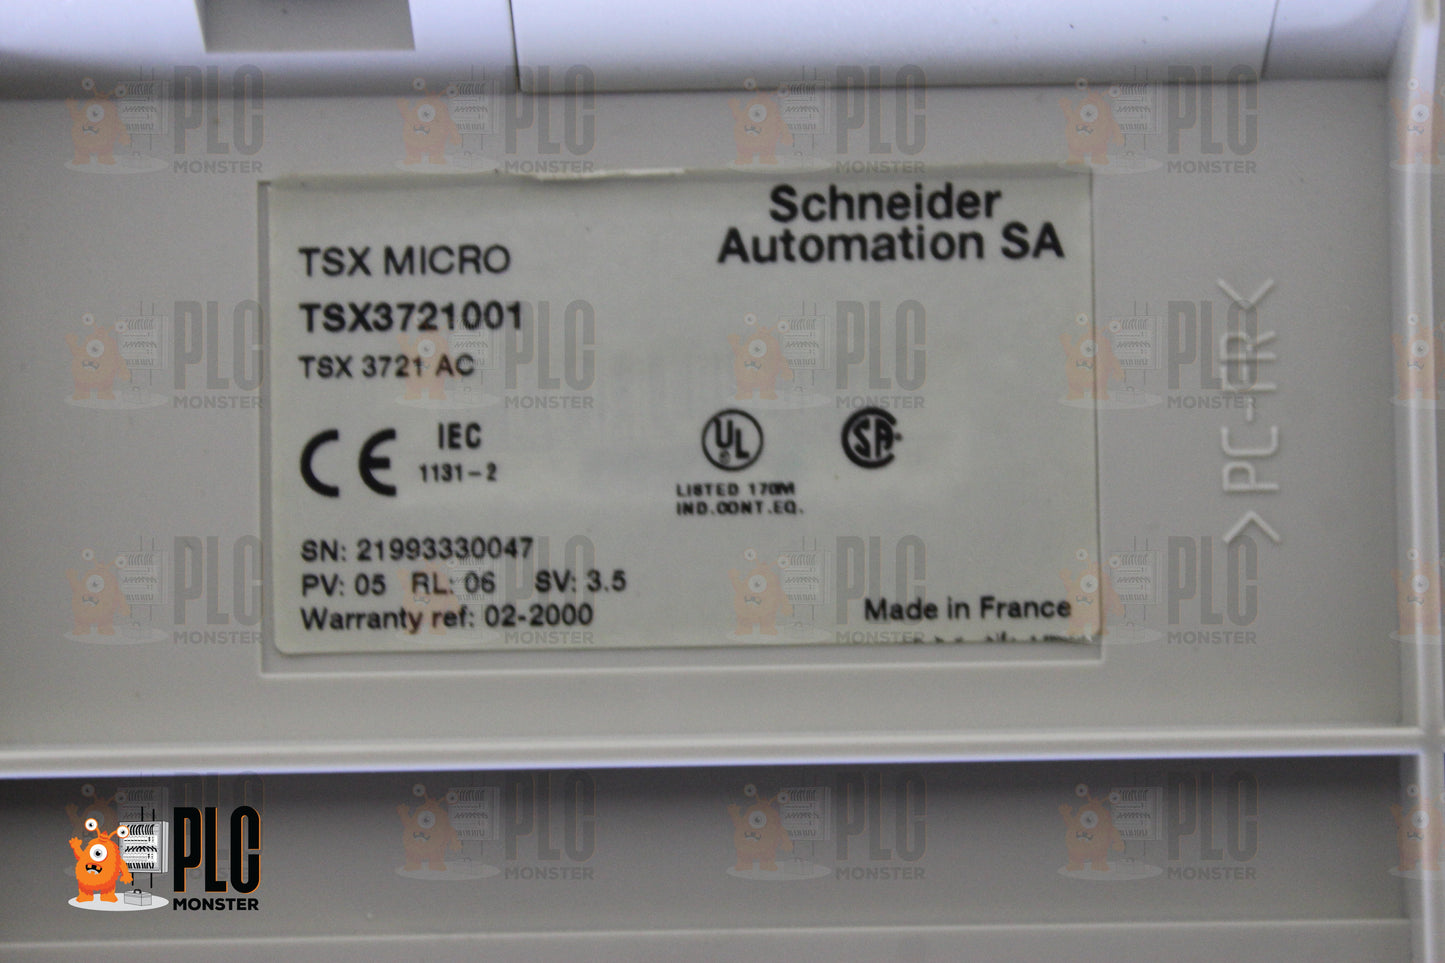 Schneider
Automation SA
TSX MICRO
TSX3721001
TSX 3721 AC
CE
IEC
1131-2
UL
LISTED 170M
IND.CONT.EQ.
SA
SN: 21993330047
PV: 05 RL: 06 SV: 3.5
Warranty ref: 02-2000
Made in France
>PC-FR<
PLC
MONSTER